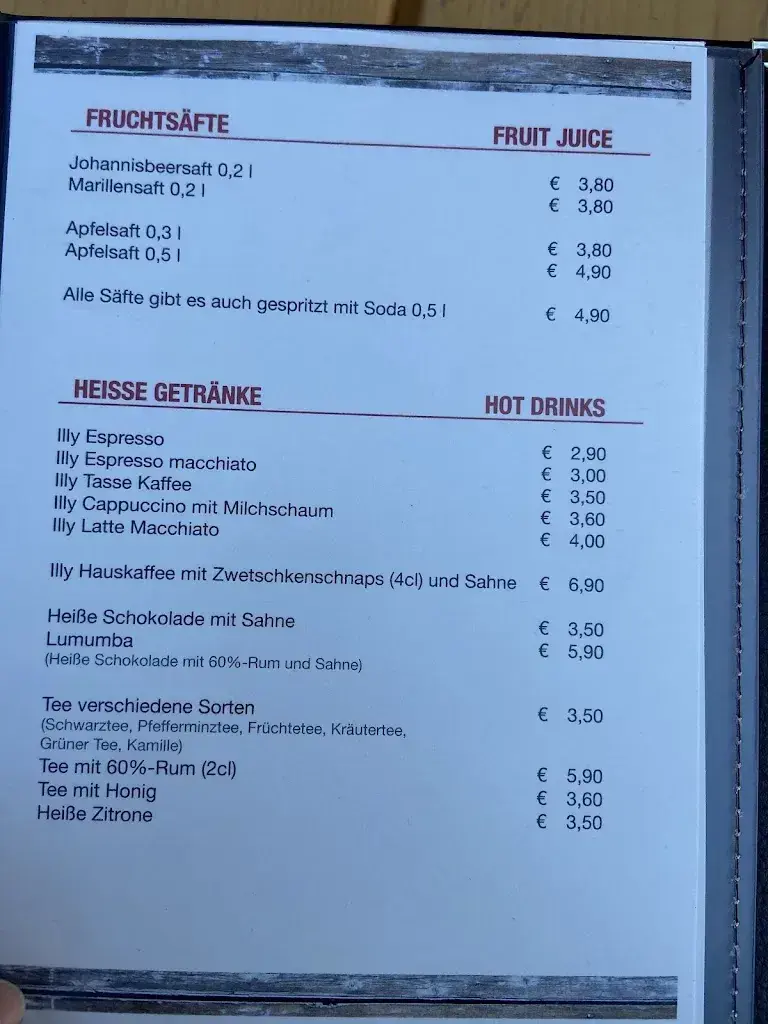 FRUCHTSÄFTE FRUIT JUICE
Johannisbeersaft 0,2 l € 3,80
Marillensaft 0,2 l € 3,80
Apfelsaft 0,3 l € 3,80
Apfelsaft 0,5 l € 4,90
Alle Säfte gibt es auch gespritzt mit Soda 0,5 l € 4,90
HEISSE GETRÄNKE HOT DRINKS
Illy Espresso € 2,90
Illy Espresso macchiato € 3,00
Illy Tasse Kaffee € 3,50
Illy Cappuccino mit Milchschaum € 3,60
Illy Latte Macchiato € 4,00
Illy Hauskaffee mit Zwetschkenschnaps (4cl) und Sahne € 6,90
Heiße Schokolade mit Sahne € 3,50
Lumumba € 5,90
(Heiße Schokolade mit 60%-Rum und Sahne)
Tee verschiedene Sorten € 3,50
(Schwarztee, Pfefferminztee, Früchtetee, Kräutertee,
Grüner Tee, Kamille)
Tee mit 60%-Rum (2cl) € 5,90
Tee mit Honig € 3,60
Heiße Zitrone € 3,50